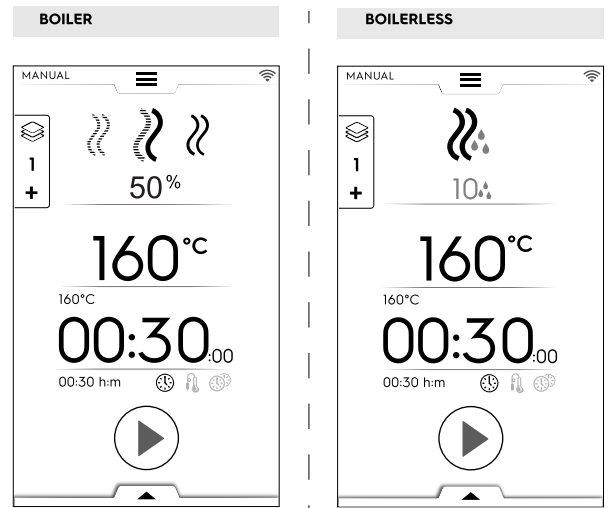 BOILER
MANUAL
1
+
50%
160°C
160°C
00:30:00
00:30 h:m
BOILERLESS
MANUAL
1
+
10
160°C
160°C
00:30:00
00:30 h:m